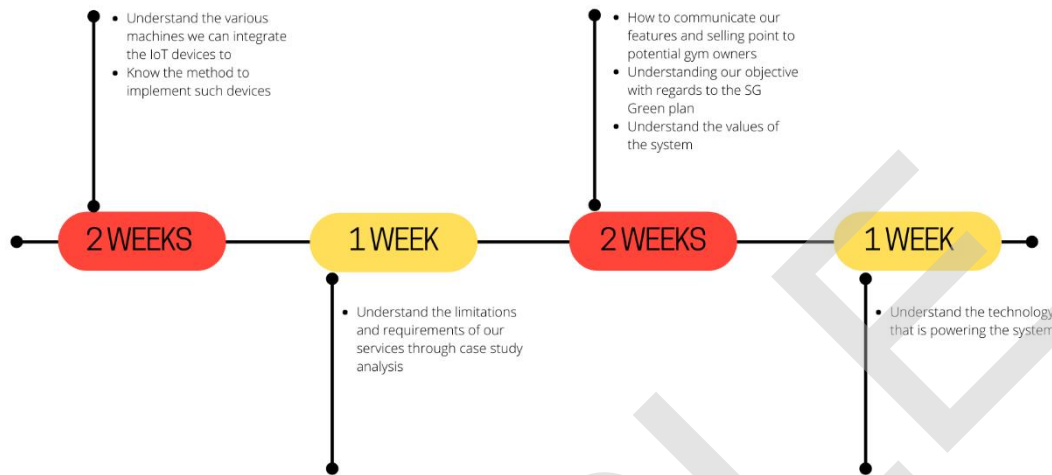 • Understand the various
machines we can integrate
the IoT devices to
• Know the method to
implement such devices
• How to communicate our
features and selling point to
potential gym owners
• Understanding our objective
with regards to the SG
Green plan
• Understand the values of
the system
2 WEEKS
1 WEEK
2 WEEKS
1 WEEK
• Understand the limitations
and requirements of our
services through case study
analysis
• Understand the technology
that is powering the system
L E